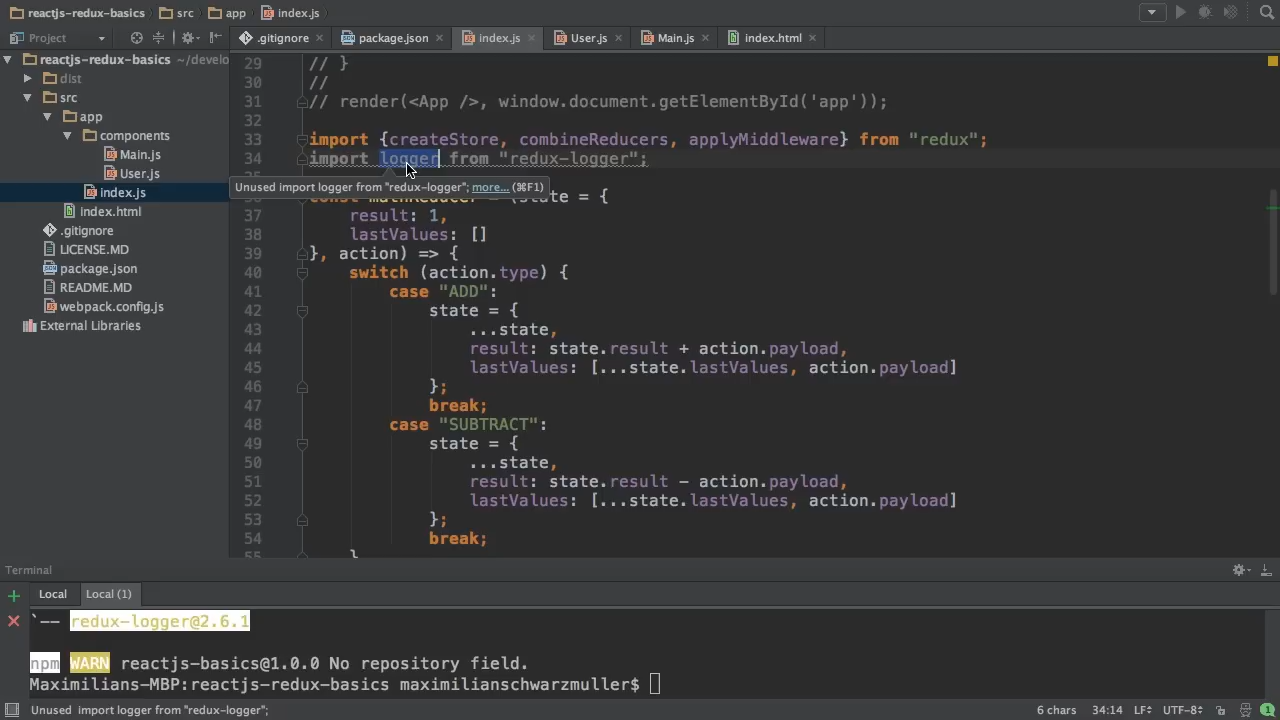 reactjs-redux-basics src app index.js
Project
.gitignore package.json index.js User.js Main.js index.html
reactjs-redux-basics ~/develo
dist
src
app
components
Main.js
User.js
index.js
index.html
.gitignore
LICENSE.MD
package.json
README.MD
webpack.config.js
External Libraries
29 // }
30 //
31 // render(<App />, window.document.getElementById('app'));
32
33 import {createStore, combineReducers, applyMiddleware} from "redux";
34 import logger from "redux-logger";
Unused import logger from "redux-logger"; more... (⌘F1)
const mathReducer = (state = {
37 result: 1,
38 lastValues: []
39 }, action) => {
40 switch (action.type) {
41 case "ADD":
42 state = {
43 ...state,
44 result: state.result + action.payload,
45 lastValues: [...state.lastValues, action.payload]
46 };
47 break;
48 case "SUBTRACT":
49 state = {
50 ...state,
51 result: state.result - action.payload,
52 lastValues: [...state.lastValues, action.payload]
53 };
54 break;
55 }
Terminal
Local Local (1)
`-- redux-logger@2.6.1
npm WARN reactjs-basics@1.0.0 No repository field.
Maximilians-MBP:reactjs-redux-basics maximilianschwarzmuller$
Unused import logger from "redux-logger"; 6 chars 34:14 LF÷ UTF-8÷ 1